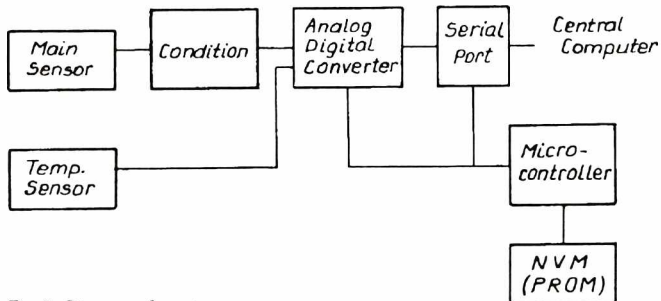 Main
Sensor
Condition
Analog
Digital
Converter
Serial
Port
Central
Computer
Temp.
Sensor
Micro-
controller
NVM
(PROM)